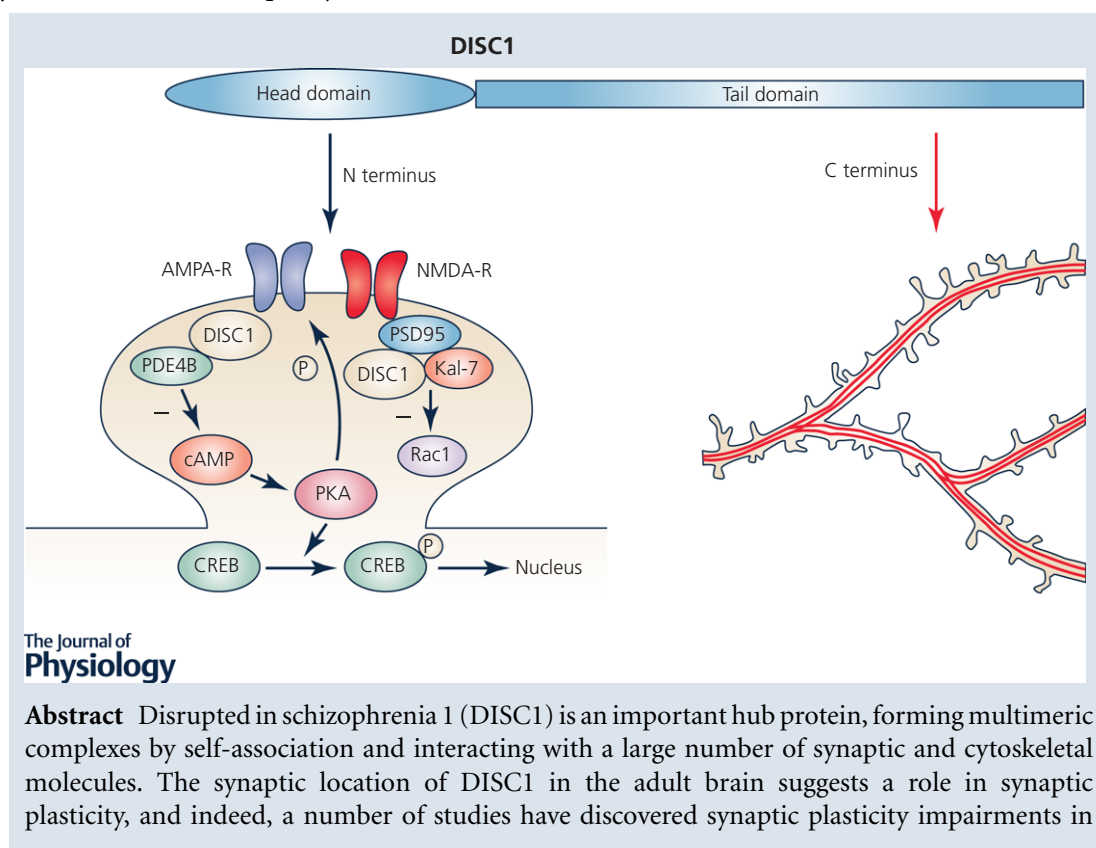 DISC1
Head domain
Tail domain
N terminus
C terminus
AMPA-R
NMDA-R
DISC1
PSD95
PDE4B
P
DISC1
Kal-7
–
–
cAMP
Rac1
PKA
P
CREB
CREB
Nucleus
The Journal of
Physiology
Abstract Disrupted in schizophrenia 1 (DISC1) is an important hub protein, forming multimeric
complexes by self-association and interacting with a large number of synaptic and cytoskeletal
molecules. The synaptic location of DISC1 in the adult brain suggests a role in synaptic
plasticity, and indeed, a number of studies have discovered synaptic plasticity impairments in